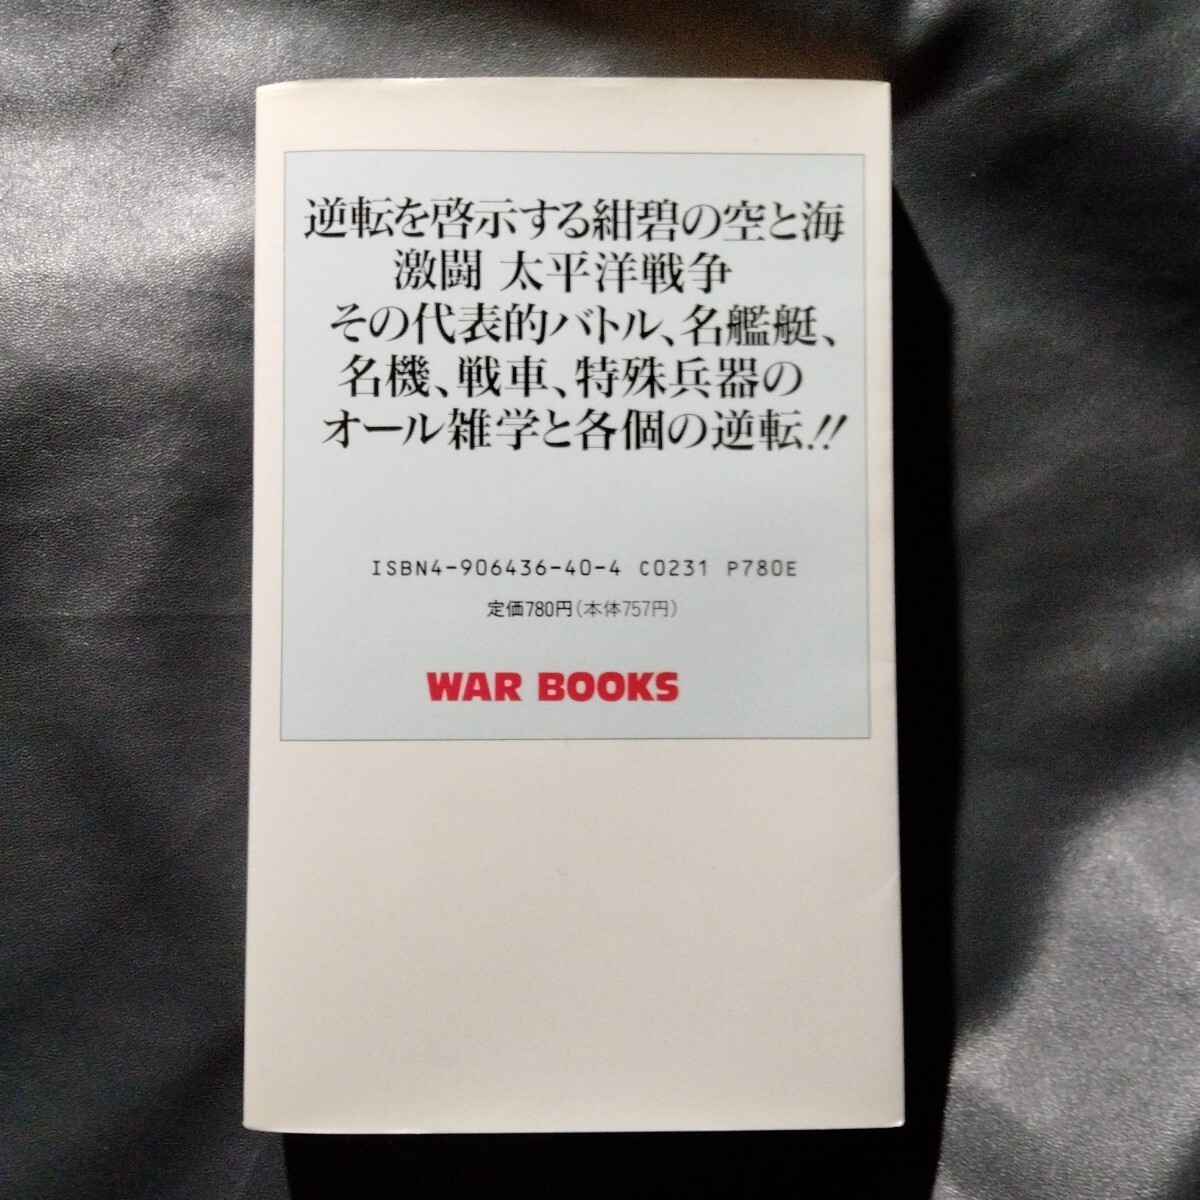 逆転を啓示する紺碧の空と海
激闘 太平洋戦争
その代表的バトル、名艦艇、
名機、戦車、特殊兵器の
オール雑学と各個の逆転!!
ISBN4-906436-40-4 C0231 P780E
定価780円(本体757円)
WAR BOOKS